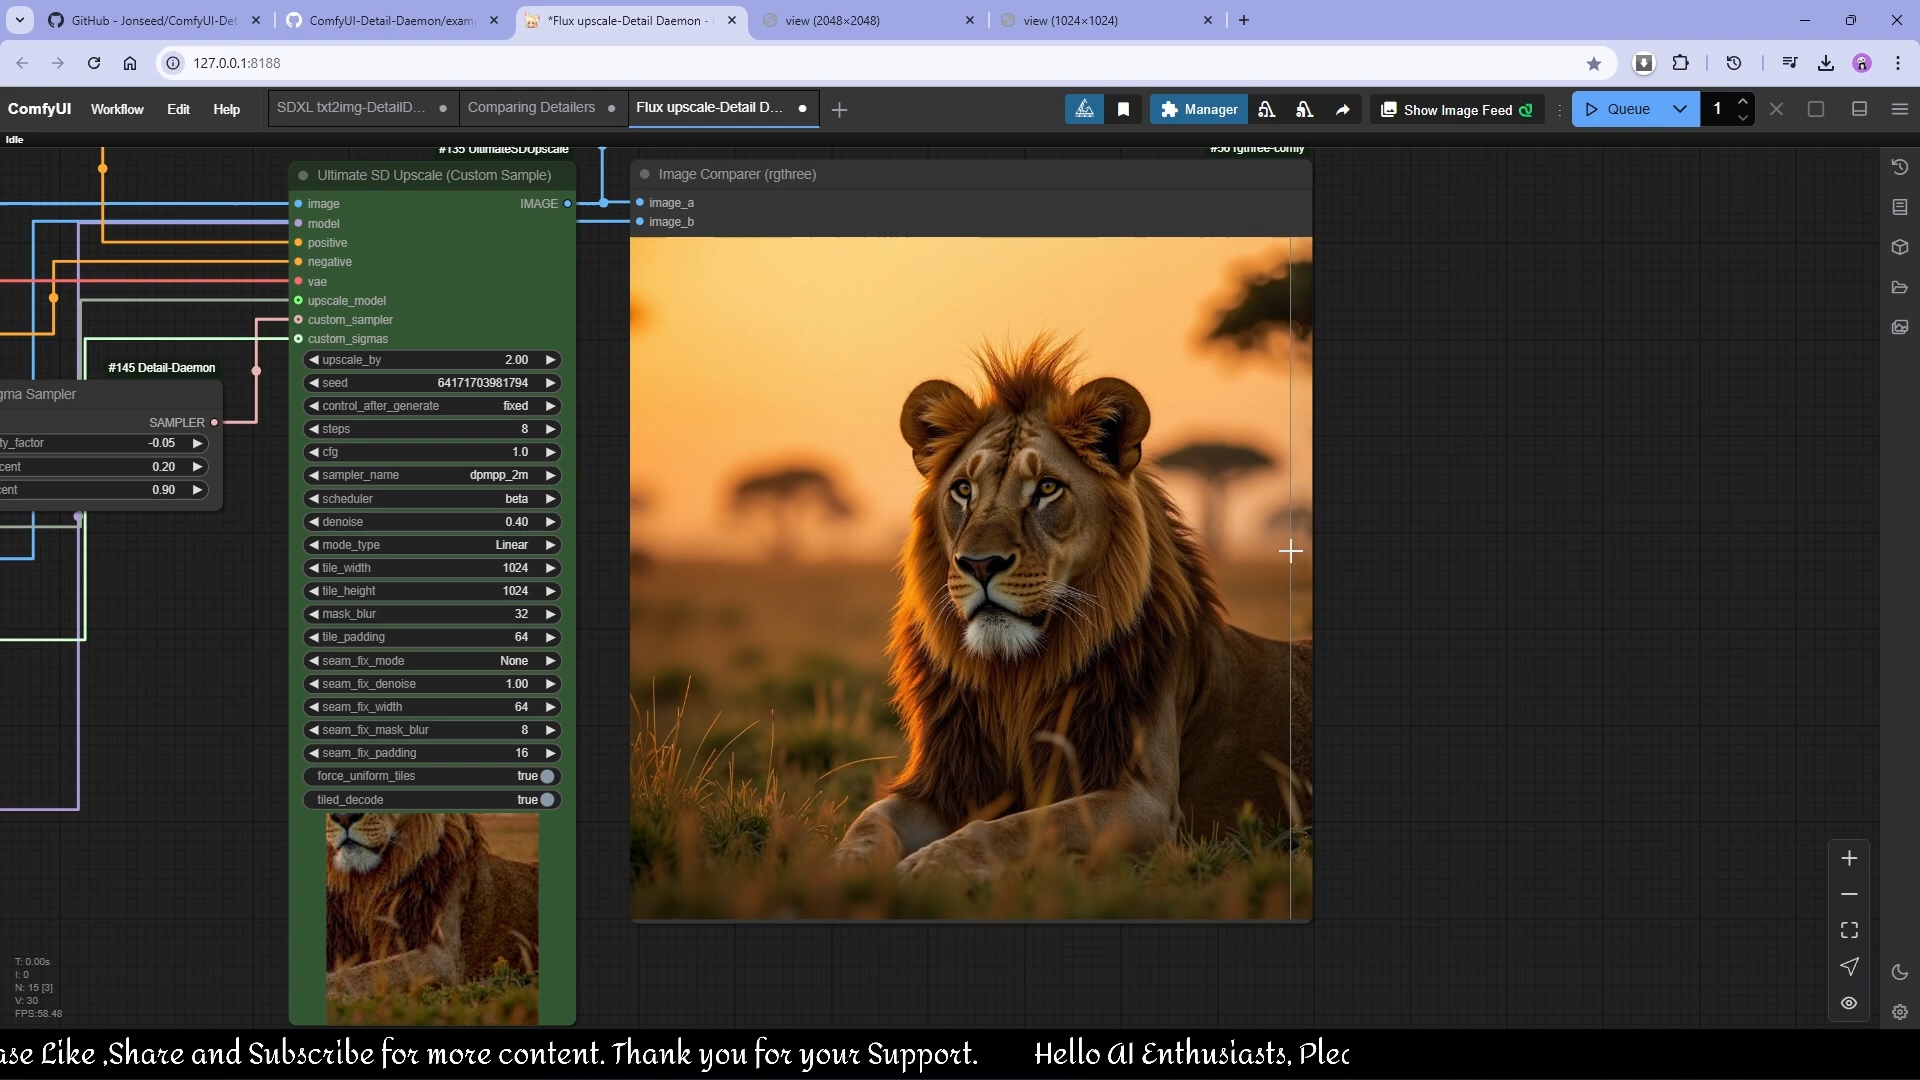 GitHub - Jonseed/ComfyUI-Det
ComfyUI-Detail-Daemon/exam
*Flux upscale-Detail Daemon -
view (2048×2048)
view (1024×1024)
127.0.0.1:8188
ComfyUI
Workflow
Edit
Help
SDXL txt2img-DetailD...
Comparing Detailers
Flux upscale-Detail D...
Manager
Show Image Feed
Queue
1
Idle
#135 UltimateSDUpscale
#56 rgthree-comfy
Ultimate SD Upscale (Custom Sample)
image
IMAGE
model
positive
negative
vae
upscale_model
custom_sampler
custom_sigmas
upscale_by 2.00
seed 64171703981794
control_after_generate fixed
steps 8
cfg 1.0
sampler_name dpmpp_2m
scheduler beta
denoise 0.40
mode_type Linear
tile_width 1024
tile_height 1024
mask_blur 32
tile_padding 64
seam_fix_mode None
seam_fix_denoise 1.00
seam_fix_width 64
seam_fix_mask_blur 8
seam_fix_padding 16
force_uniform_tiles true
tiled_decode true
Image Comparer (rgthree)
image_a
image_b
#145 Detail-Daemon
gma Sampler
SAMPLER
ty_factor -0.05
cent 0.20
cent 0.90
T: 0.00s
I: 0
N: 15 [3]
V: 30
FPS:58.48
ase Like ,Share and Subscribe for more content. Thank you for your Support. Hello AI Enthusiasts, Plec